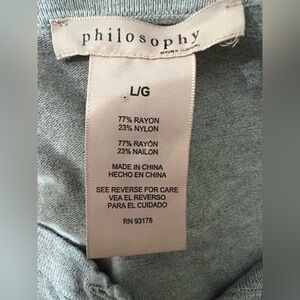 philosophy
L/G
77% RAYON
23% NYLON
77% RAYÓN
23% NAILON
MADE IN CHINA
HECHO EN CHINA
SEE REVERSE FOR CARE
VEA EL REVERSO
PARA EL CUIDADO
RN 93178